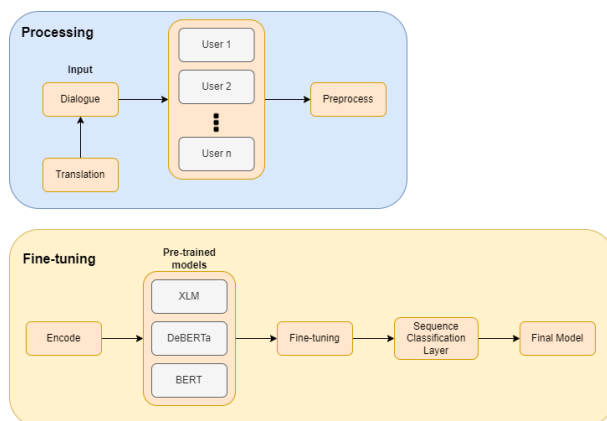 Processing
Input
Dialogue
Translation
User 1
User 2
User n
Preprocess
Fine-tuning
Pre-trained
models
Encode
XLM
DeBERTa
BERT
Fine-tuning
Sequence
Classification
Layer
Final Model